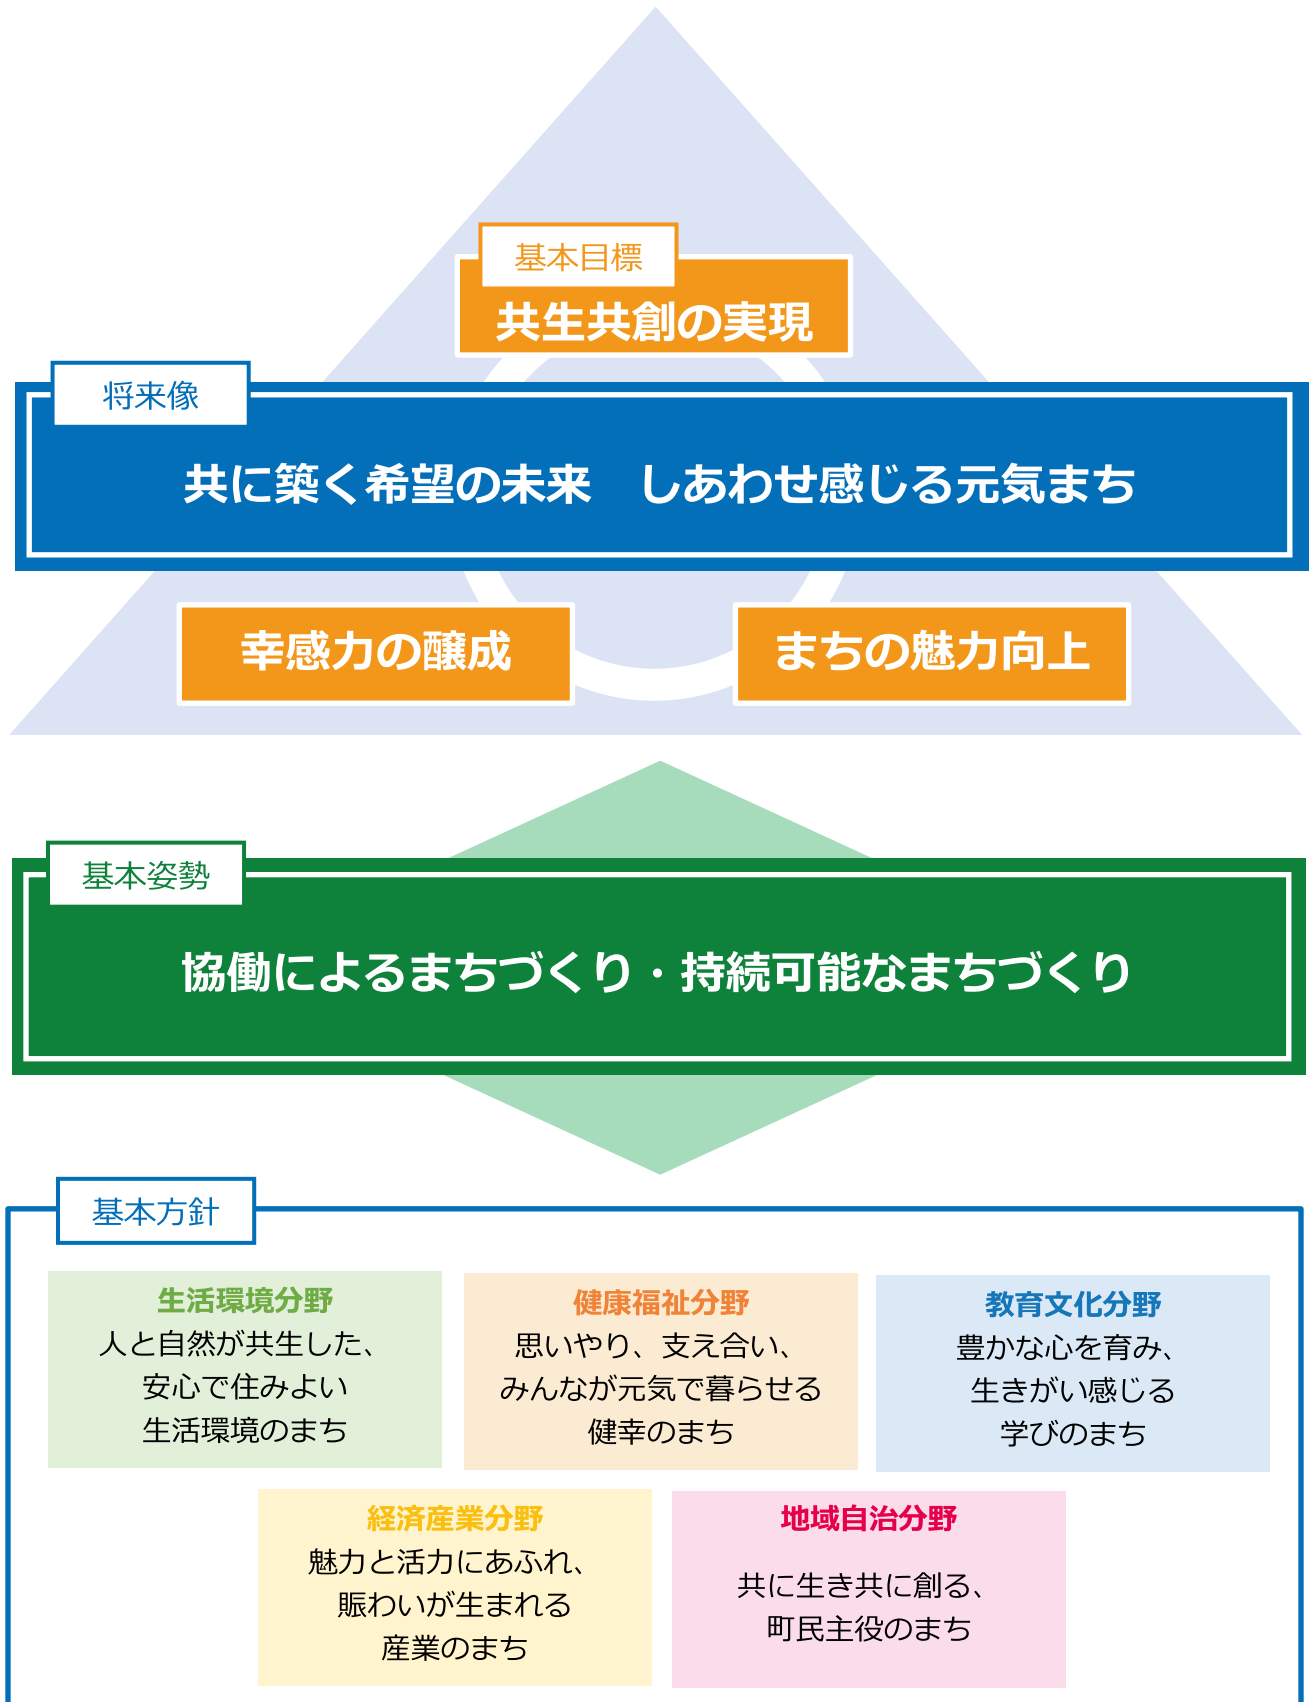 基本目標
共生共創の実現
将来像
共に築く希望の未来　しあわせ感じる元気まち
幸感力の醸成
まちの魅力向上
基本姿勢
協働によるまちづくり・持続可能なまちづくり
基本方針
生活環境分野
人と自然が共生した、
安心で住みよい
生活環境のまち
健康福祉分野
思いやり、支え合い、
みんなが元気で暮らせる
健幸のまち
教育文化分野
豊かな心を育み、
生きがい感じる
学びのまち
経済産業分野
魅力と活力にあふれ、
賑わいが生まれる
産業のまち
地域自治分野
共に生き共に創る、
町民主役のまち